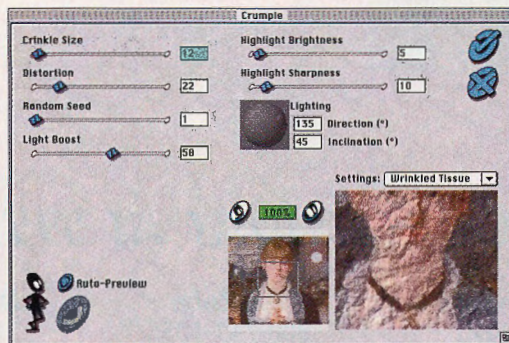 Crumple
Crinkle Size
12
Distortion
22
Random Seed
1
Light Boost
58
Highlight Brightness
5
Highlight Sharpness
10
Lighting
135 Direction (°)
45 Inclination (°)
Settings: Wrinkled Tissue
100%
Auto-Preview